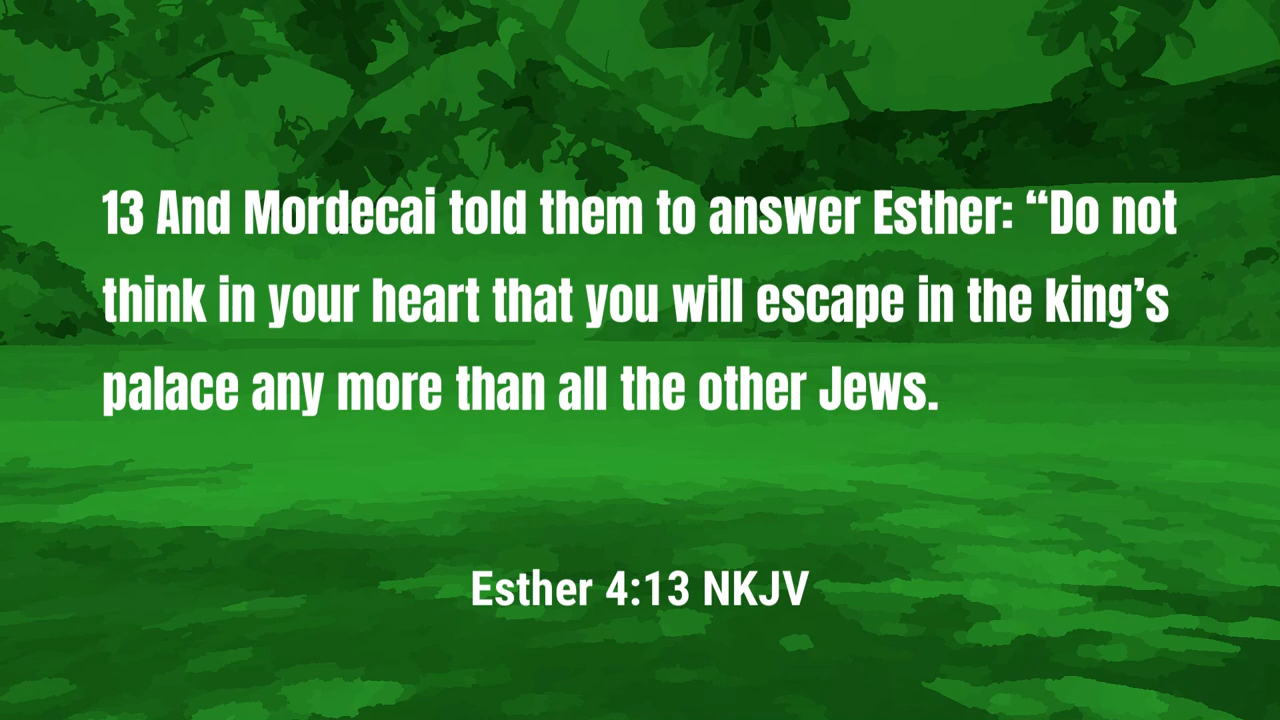 13 And Mordecai told them to answer Esther: “Do not
think in your heart that you will escape in the king’s
palace any more than all the other Jews.
Esther 4:13 NKJV